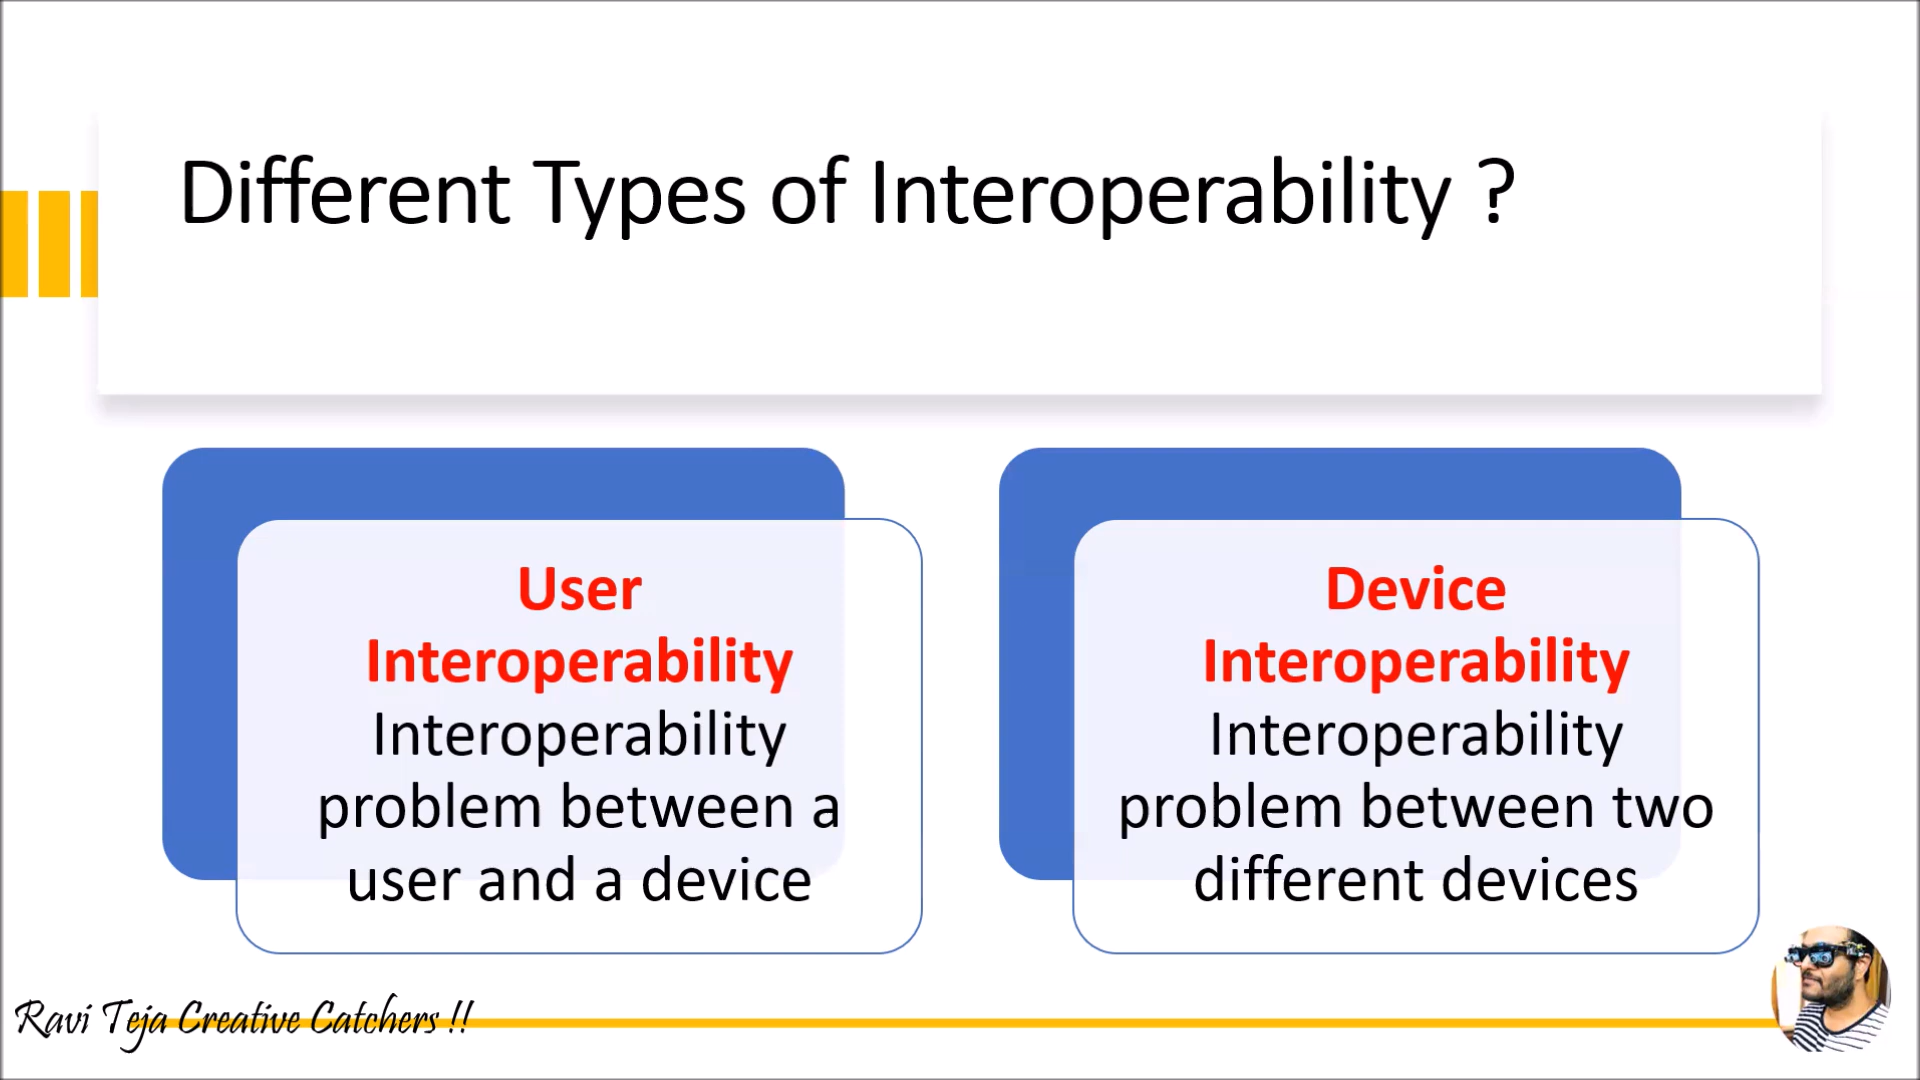 Different Types of Interoperability ?
User
Interoperability
Interoperability
problem between a
user and a device
Device
Interoperability
Interoperability
problem between two
different devices
Ravi Teja Creative Catchers !!